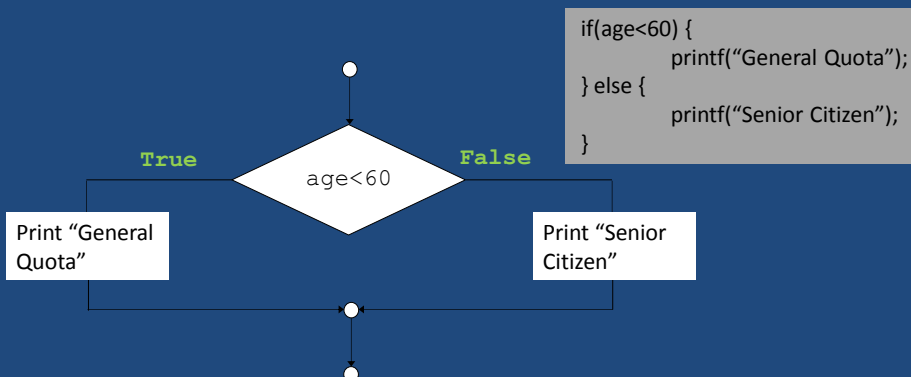 if(age<60) {
printf(“General Quota”);
} else {
printf(“Senior Citizen”);
}
True
False
age<60
Print “General
Quota”
Print “Senior
Citizen”